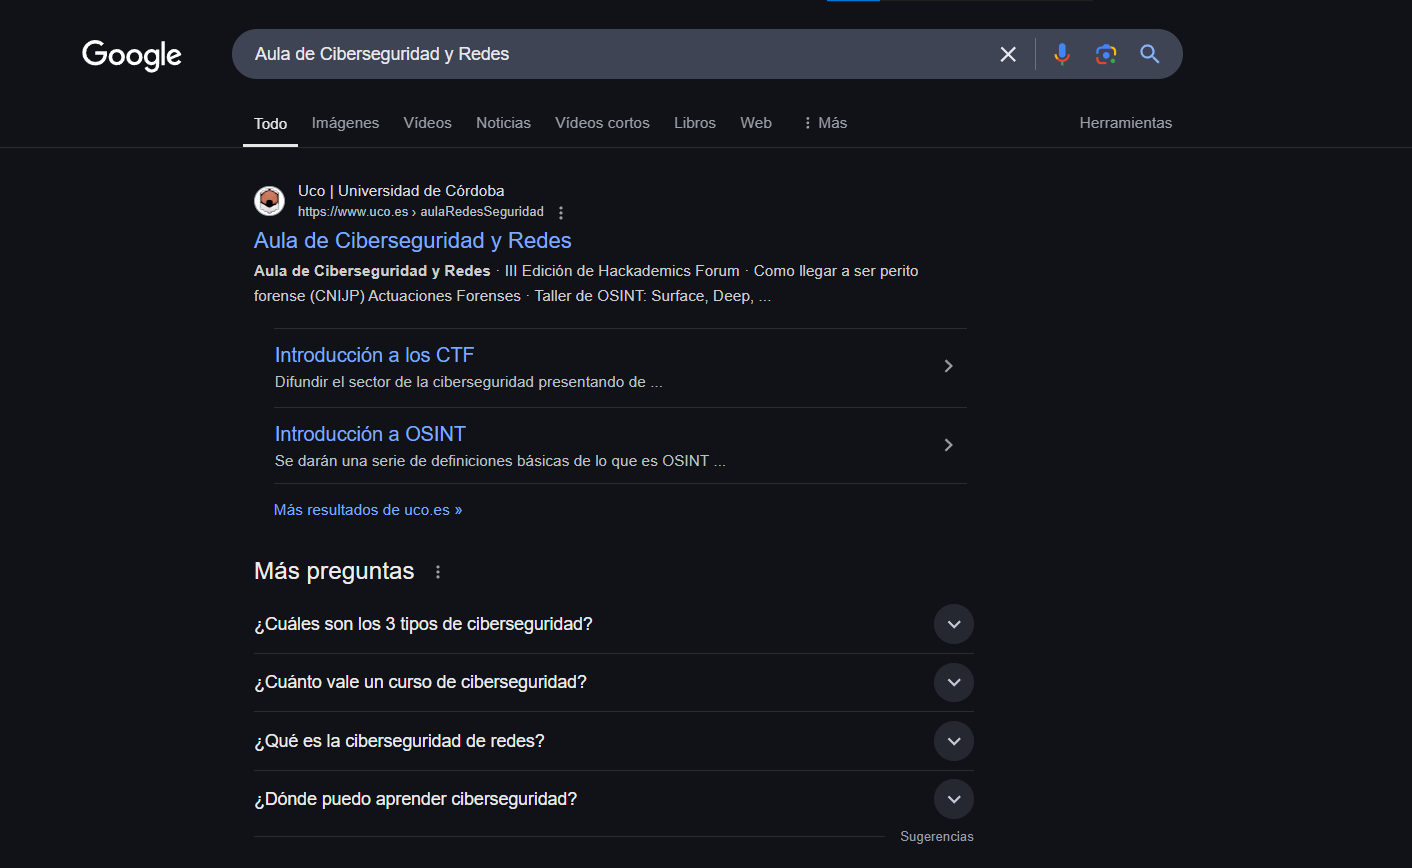 Google
Aula de Ciberseguridad y Redes
Todo Imágenes Vídeos Noticias Vídeos cortos Libros Web Más Herramientas
Uco | Universidad de Córdoba
https://www.uco.es › aulaRedesSeguridad
Aula de Ciberseguridad y Redes
Aula de Ciberseguridad y Redes · III Edición de Hackademics Forum · Como llegar a ser perito
forense (CNIJP) Actuaciones Forenses · Taller de OSINT: Surface, Deep, ...
Introducción a los CTF
Difundir el sector de la ciberseguridad presentando de ...
Introducción a OSINT
Se darán una serie de definiciones básicas de lo que es OSINT ...
Más resultados de uco.es »
Más preguntas
¿Cuáles son los 3 tipos de ciberseguridad?
¿Cuánto vale un curso de ciberseguridad?
¿Qué es la ciberseguridad de redes?
¿Dónde puedo aprender ciberseguridad?
Sugerencias